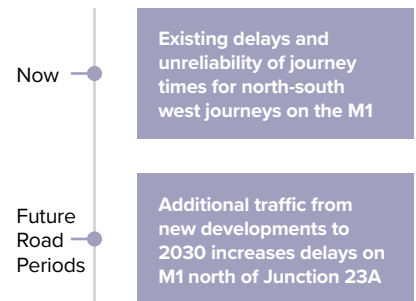 Now
Existing delays and
unreliability of journey
times for north-south
west journeys on the M1
Future
Road
Periods
Additional traffic from
new developments to
2030 increases delays on
M1 north of Junction 23A